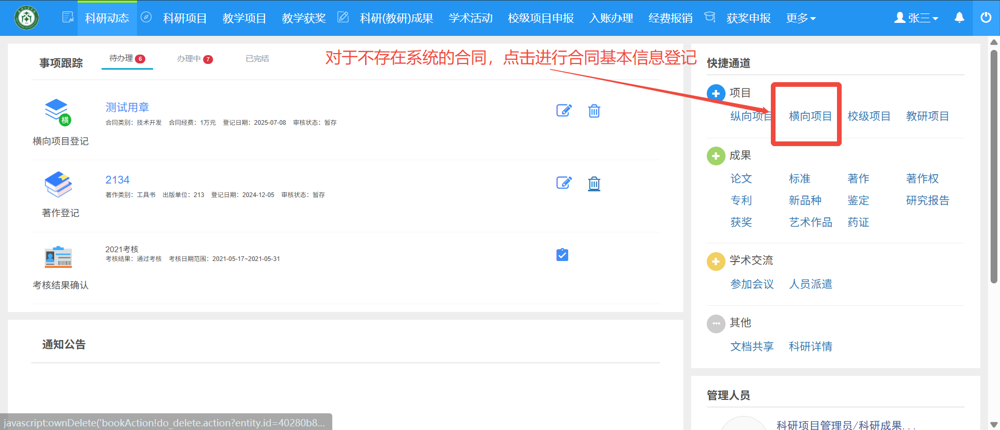 科研动态 科研项目 教学项目 教学获奖 科研(教研)成果 学术活动 校级项目申报 入账办理 经费报销 获奖申报 更多 张三
事项跟踪 待办理 6 办理中 7 已完结
对于不存在系统的合同，点击进行合同基本信息登记
横
测试用章
合同类别：技术开发 合同经费：1万元 登记日期：2025-07-08 审核状态：暂存
横向项目登记
2134
著作类别：工具书 出版单位：213 登记日期：2024-12-05 审核状态：暂存
著作登记
2021考核
考核结果：通过考核 考核日期范围：2021-05-17~2021-05-31
考核结果确认
通知公告
快捷通道
项目
纵向项目 横向项目 校级项目 教研项目
成果
论文 标准 著作 著作权
专利 新品种 鉴定 研究报告
获奖 艺术作品 药证
学术交流
参加会议 人员派遣
其他
文档共享 科研详情
管理人员
科研项目管理员/科研成果...
javascript:ownDelete('bookAction!do_delete.action?entity.id=40280b8...